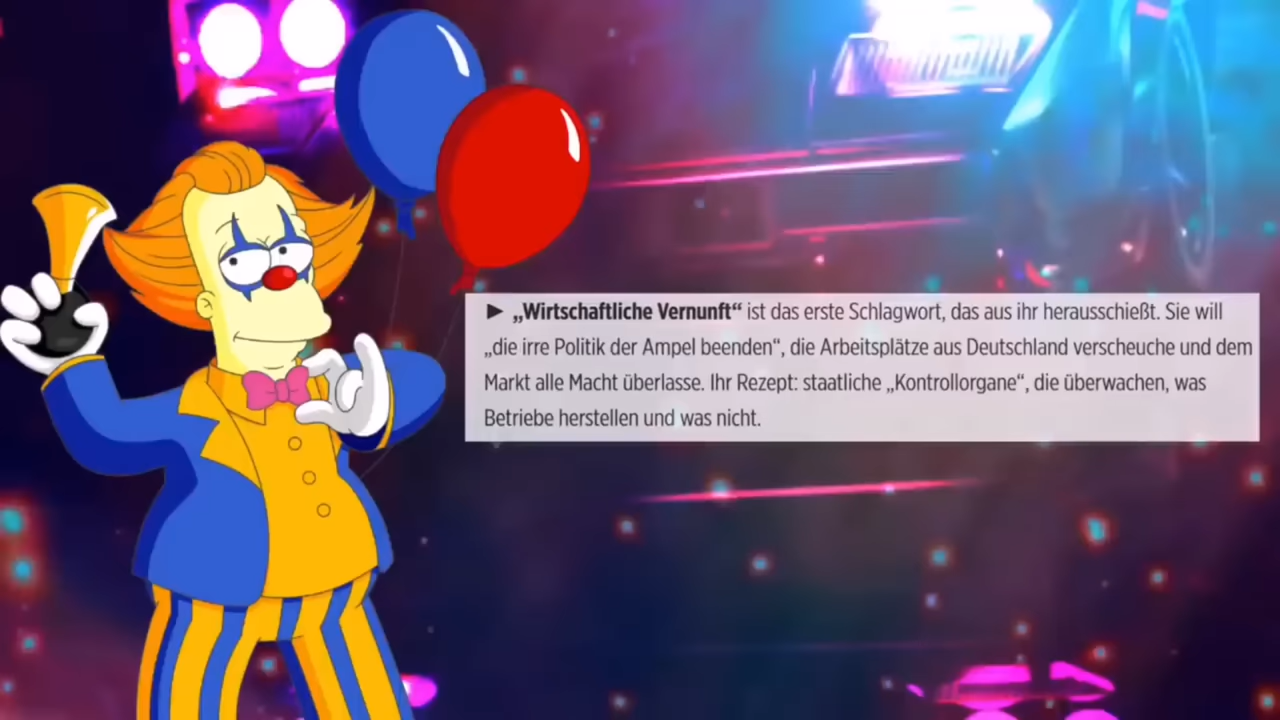 ► „Wirtschaftliche Vernunft“ ist das erste Schlagwort, das aus ihr herausschießt. Sie will
„die irre Politik der Ampel beenden“, die Arbeitsplätze aus Deutschland verscheuche und dem
Markt alle Macht überlasse. Ihr Rezept: staatliche „Kontrollorgane“, die überwachen, was
Betriebe herstellen und was nicht.